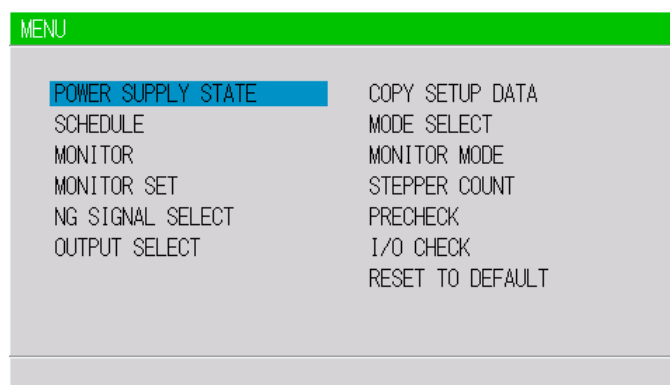 MENU
POWER SUPPLY STATE
SCHEDULE
MONITOR
MONITOR SET
NG SIGNAL SELECT
OUTPUT SELECT
COPY SETUP DATA
MODE SELECT
MONITOR MODE
STEPPER COUNT
PRECHECK
I/O CHECK
RESET TO DEFAULT